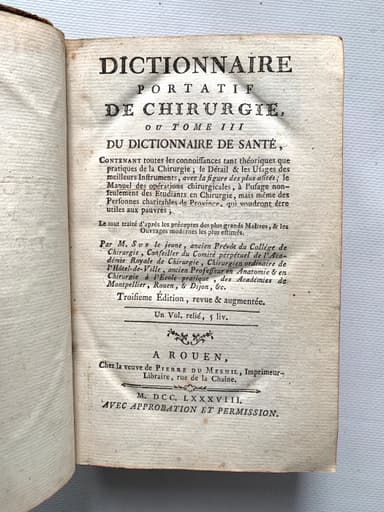 DICTIONNAIRE
PORTATIF
DE CHIRURGIE,
OU TOME III
DU DICTIONNAIRE DE SANTÉ,
CONTENANT toutes les connoissances tant théoriques que
pratiques de la Chirurgie; le Détail & les Usages des
meilleurs Instruments, avec la figure des plus usités; le
Manuel des opérations chirurgicales, à l'usage non-
seulement des Etudians en Chirurgie, mais même des
Personnes charitables de Province, qui voudront être
utiles aux pauvres;
Le tout traité d'après les préceptes des plus grands Maîtres, & les
Ouvrages modernes les plus estimés.
Par M. SUE le jeune, ancien Prévôt du Collège de
Chirurgie, Conseiller du Comité perpétuel de l'Aca-
démie Royale de Chirurgie, Chirurgien ordinaire de
l'Hôtel-de-Ville, ancien Professeur en Anatomie & en
Chirurgie à l'Ecole pratique, des Académies de
Montpellier, Rouen, & Dijon, &c.
Troisieme Édition, revue & augmentée.
Un Vol. relié, 5 liv.
A ROUEN,
Chez la veuve de PIERRE DU MESNIL, Imprimeur-
Libraire, rue de la Chaîne.
M. DCC. LXXXVIII.
AVEC APPROBATION ET PERMISSION.